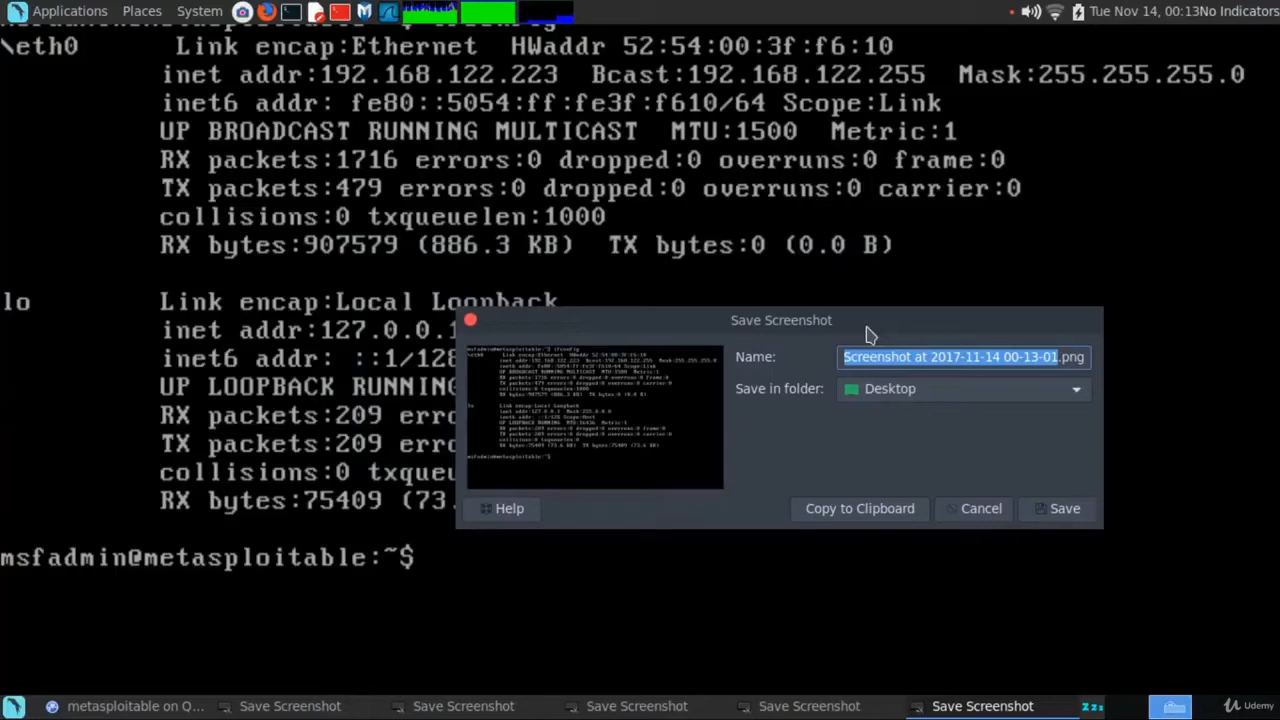 Applications Places System Tue Nov 14, 00:13 No Indicators
\eth0 Link encap:Ethernet HWaddr 52:54:00:3f:f6:10
inet addr:192.168.122.223 Bcast:192.168.122.255 Mask:255.255.255.0
inet6 addr: fe80::5054:ff:fe3f:f610/64 Scope:Link
UP BROADCAST RUNNING MULTICAST MTU:1500 Metric:1
RX packets:1716 errors:0 dropped:0 overruns:0 frame:0
TX packets:479 errors:0 dropped:0 overruns:0 carrier:0
collisions:0 txqueuelen:1000
RX bytes:907579 (886.3 KB) TX bytes:0 (0.0 B)
lo Link encap:Local Loopback
inet addr:127.0.0.1
inet6 addr: ::1/128
UP LOOPBACK RUNNING
RX packets:209
TX packets:209
collisions:0 txqueu
RX bytes:75409 (73.
msfadmin@metasploitable:~$
Save Screenshot
Name: Screenshot at 2017-11-14 00-13-01.png
Save in folder: Desktop
Help Copy to Clipboard Cancel Save
metasploitable on Q... Save Screenshot Save Screenshot Save Screenshot Save Screenshot Save Screenshot Udemy